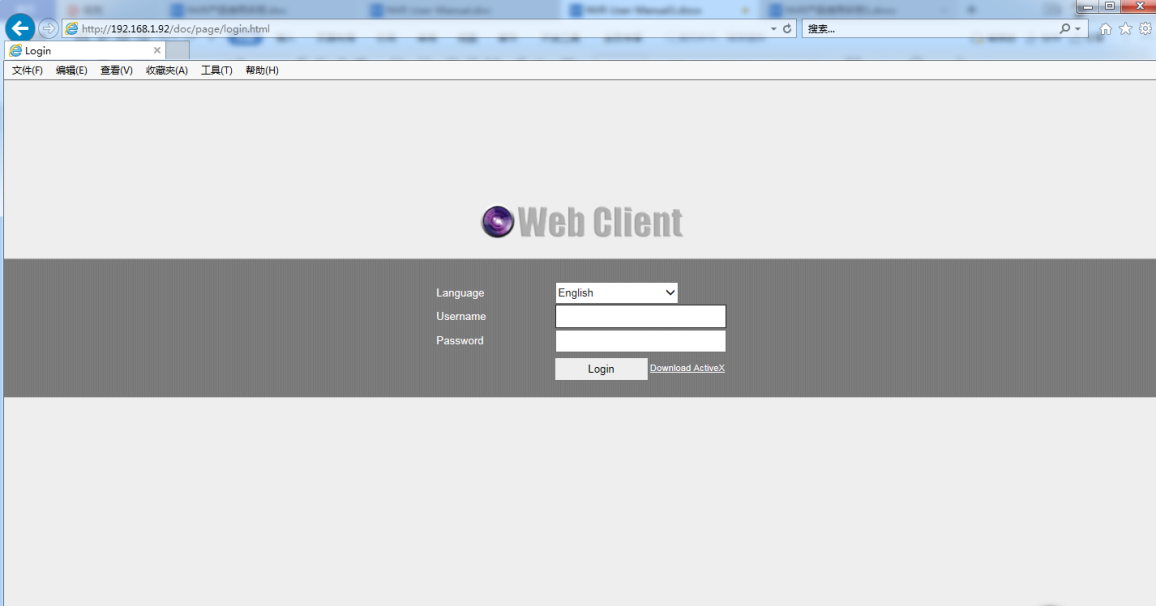 http://192.168.1.92/doc/page/login.html
搜索...
Login
文件(F) 编辑(E) 查看(V) 收藏夹(A) 工具(T) 帮助(H)
Web Client
Language English
Username
Password
Login Download ActiveX